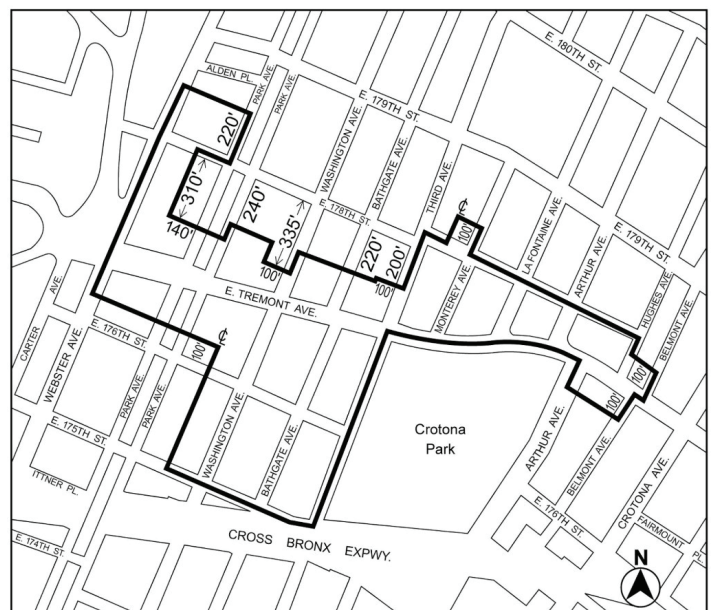 E. 180TH ST.
ALDEN PL.
PARK AVE.
PARK AVE.
E. 179TH ST.
220'
WASHINGTON AVE.
BATHGATE AVE.
THIRD AVE.
310'
℄
240'
E. 178TH ST.
100'
140'
335'
LA FONTAINE AVE.
ARTHUR AVE.
E. 179TH ST.
220'
200'
100'
100'
HUGHES AVE.
BELMONT AVE.
MONTEREY AVE.
E. TREMONT AVE.
CARTER AVE.
WEBSTER AVE.
E. 176TH ST.
℄
100'
100'
100'
PARK AVE.
PARK AVE.
WASHINGTON AVE.
BATHGATE AVE.
Crotona
Park
E. 175TH ST.
ARTHUR AVE.
BELMONT AVE.
CROTONA AVE.
ITTNER PL.
E. 176TH ST.
FAIRMOUNT PL.
E. 174TH ST.
CROSS BRONX EXPWY.
N